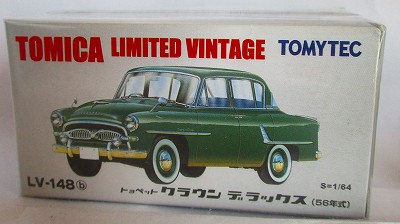 TOMICA LIMITED VINTAGE TOMYTEC
LV-148 b トヨペット クラウン デラックス S=1/64
(56年式)